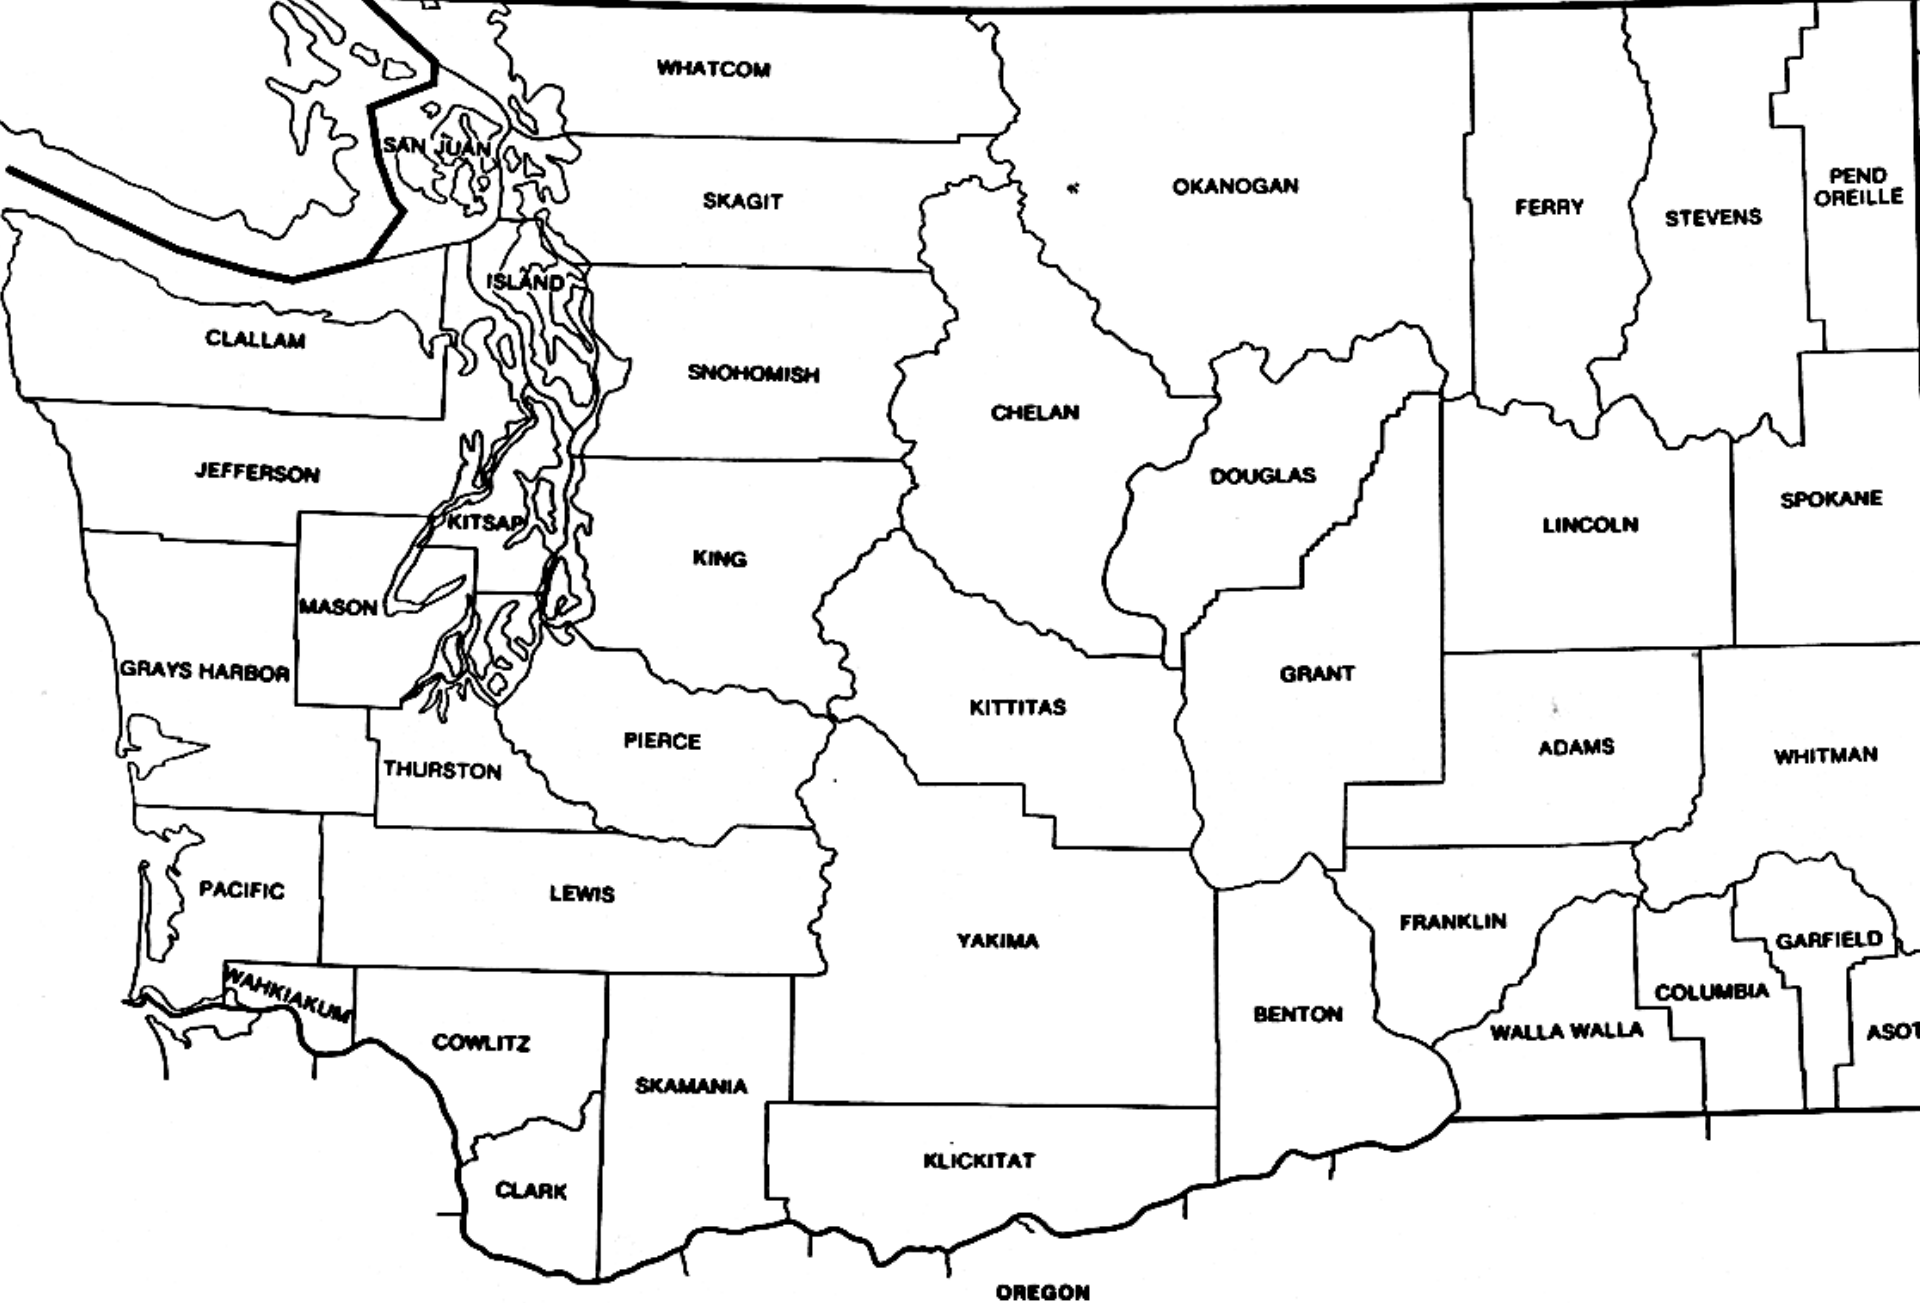 WHATCOM
SAN JUAN
SKAGIT
OKANOGAN
FERRY
STEVENS
PEND
OREILLE
ISLAND
CLALLAM
SNOHOMISH
CHELAN
JEFFERSON
DOUGLAS
KITSAP
KING
LINCOLN
SPOKANE
MASON
GRAYS HARBOR
GRANT
KITTITAS
PIERCE
THURSTON
ADAMS
WHITMAN
PACIFIC
LEWIS
YAKIMA
FRANKLIN
GARFIELD
WAHKIAKUM
COLUMBIA
BENTON
WALLA WALLA
ASOT
COWLITZ
SKAMANIA
KLICKITAT
CLARK
OREGON